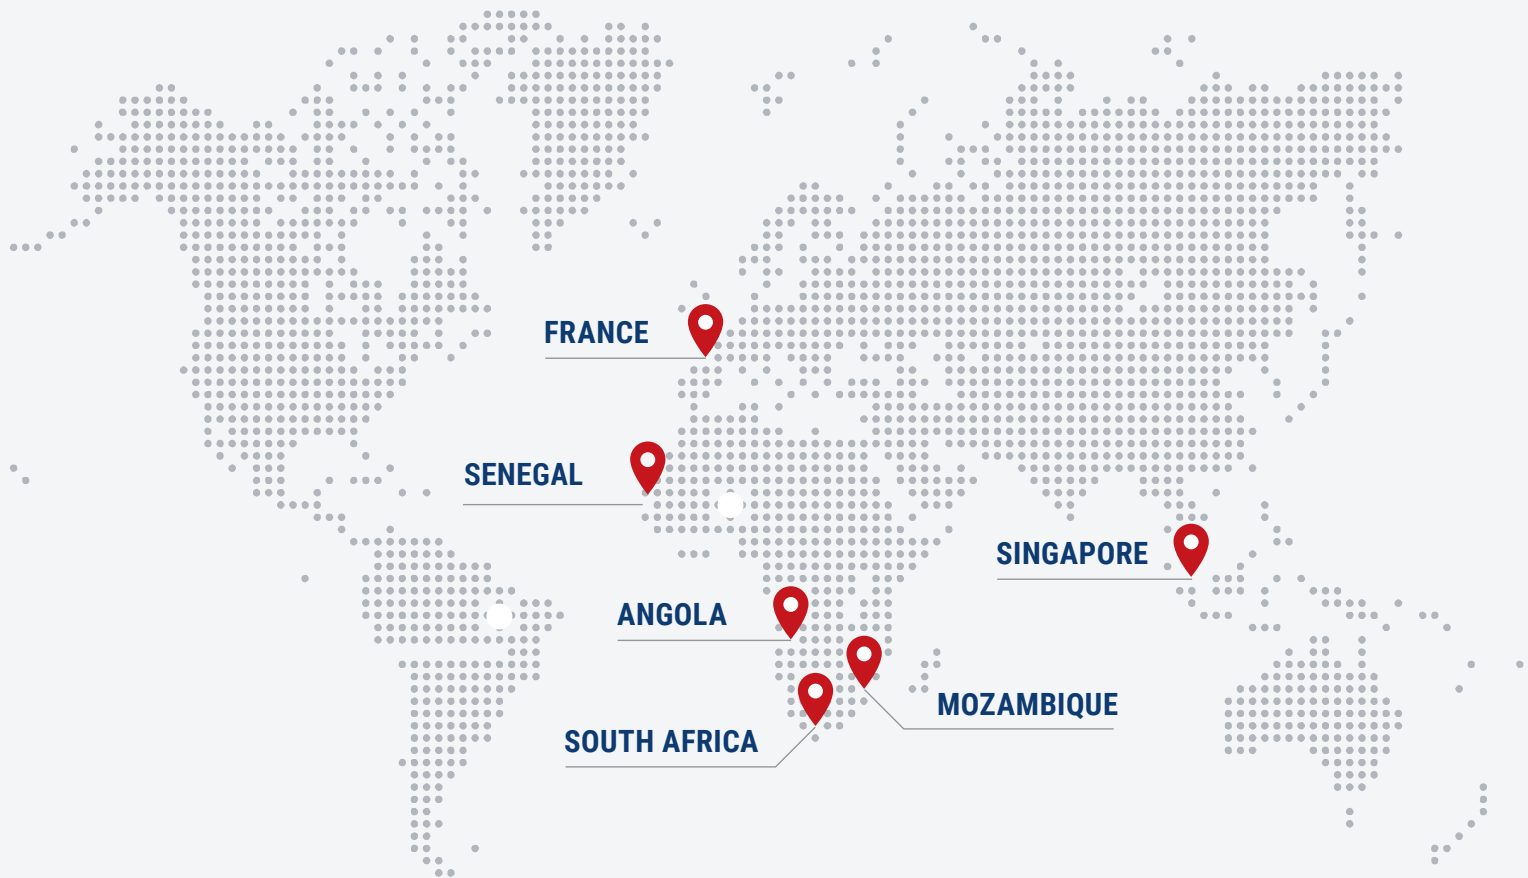 FRANCE
SENEGAL
SINGAPORE
ANGOLA
MOZAMBIQUE
SOUTH AFRICA